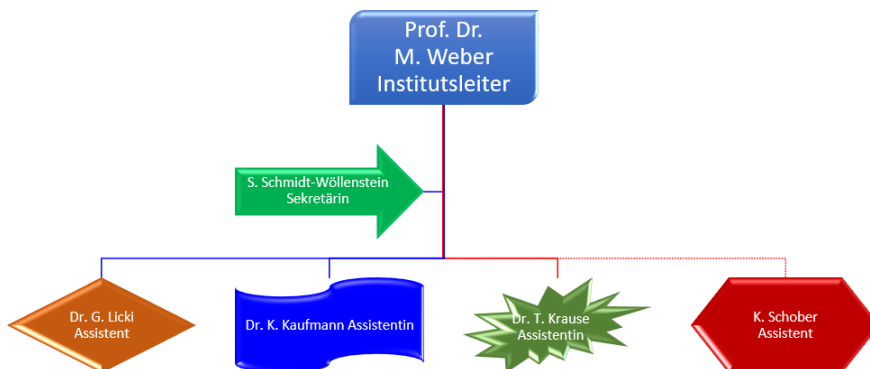 Prof. Dr.
M. Weber
Institutsleiter
S. Schmidt-Wöllenstein
Sekretärin
Dr. G. Licki
Assistent
Dr. K. Kaufmann Assistentin
Dr. T. Krause
Assistentin
K. Schober
Assistent